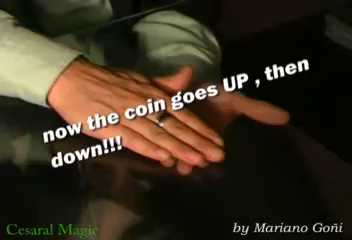 now the coin goes UP , then
down!!!
Cesaral Magic
by Mariano Goñi